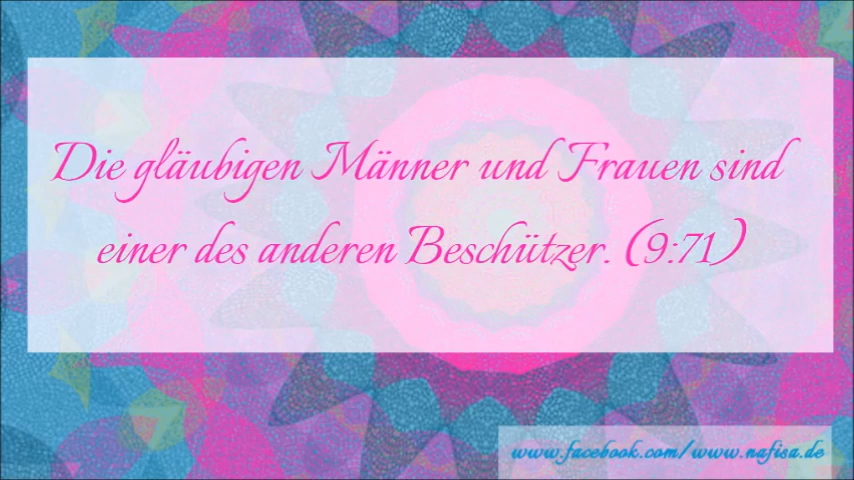 Die gläubigen Männer und Frauen sind
einer des anderen Beschützer. (9:71)
www.facebook.com/www.nafisa.de